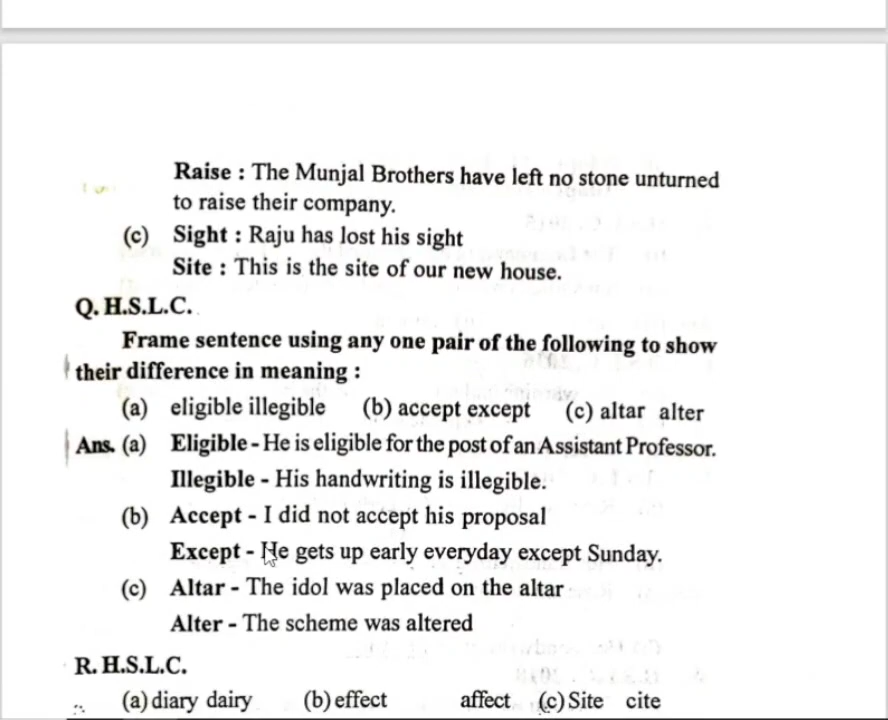 Raise : The Munjal Brothers have left no stone unturned
to raise their company.
(c) Sight : Raju has lost his sight
Site : This is the site of our new house.
Q. H.S.L.C.
Frame sentence using any one pair of the following to show
their difference in meaning :
(a) eligible illegible (b) accept except (c) altar alter
Ans. (a) Eligible - He is eligible for the post of an Assistant Professor.
Illegible - His handwriting is illegible.
(b) Accept - I did not accept his proposal
Except - He gets up early everyday except Sunday.
(c) Altar - The idol was placed on the altar
Alter - The scheme was altered
R. H.S.L.C.
(a) diary dairy (b) effect affect (c) Site cite